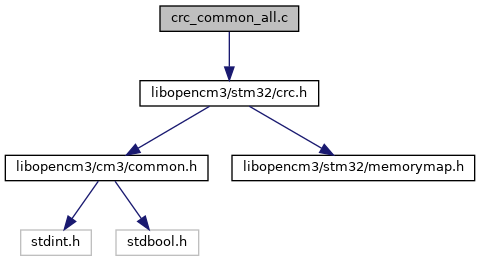 crc_common_all.c
libopencm3/stm32/crc.h
libopencm3/cm3/common.h
libopencm3/stm32/memorymap.h
stdint.h
stdbool.h